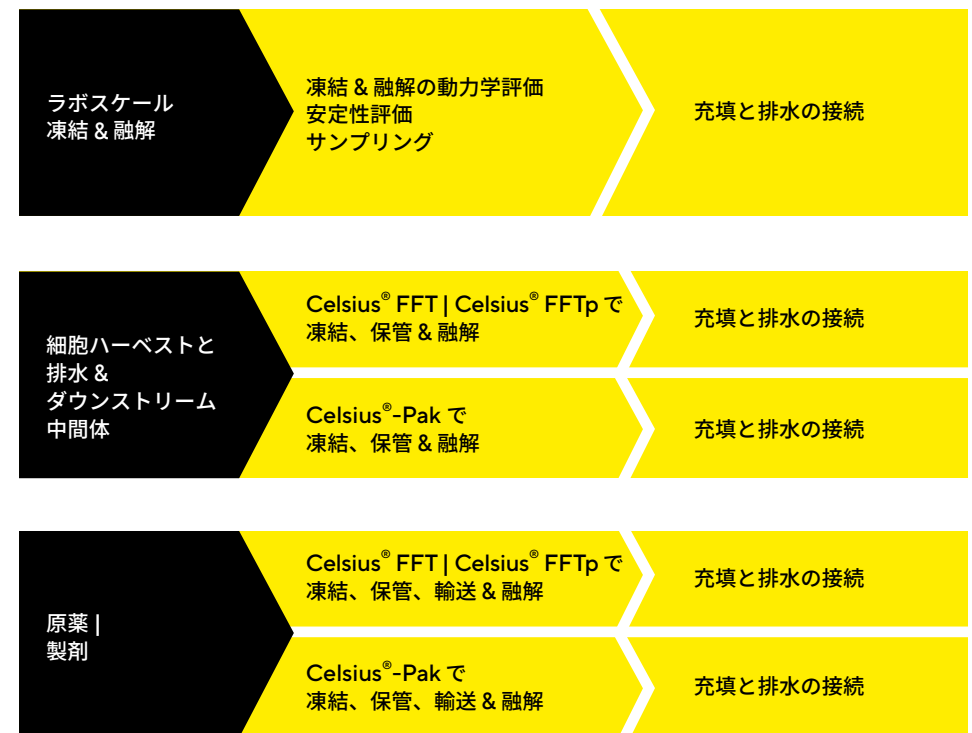 ラボスケール
凍結 & 融解
凍結 & 融解の動力学評価
安定性評価
サンプリング
充填と排水の接続
細胞ハーベストと
排水 &
ダウンストリーム
中間体
Celsius® FFT | Celsius® FFTp で
凍結、保管 & 融解
充填と排水の接続
Celsius®-Pak で
凍結、保管 & 融解
充填と排水の接続
原薬 |
製剤
Celsius® FFT | Celsius® FFTp で
凍結、保管、輸送 & 融解
充填と排水の接続
Celsius®-Pak で
凍結、保管、輸送 & 融解
充填と排水の接続